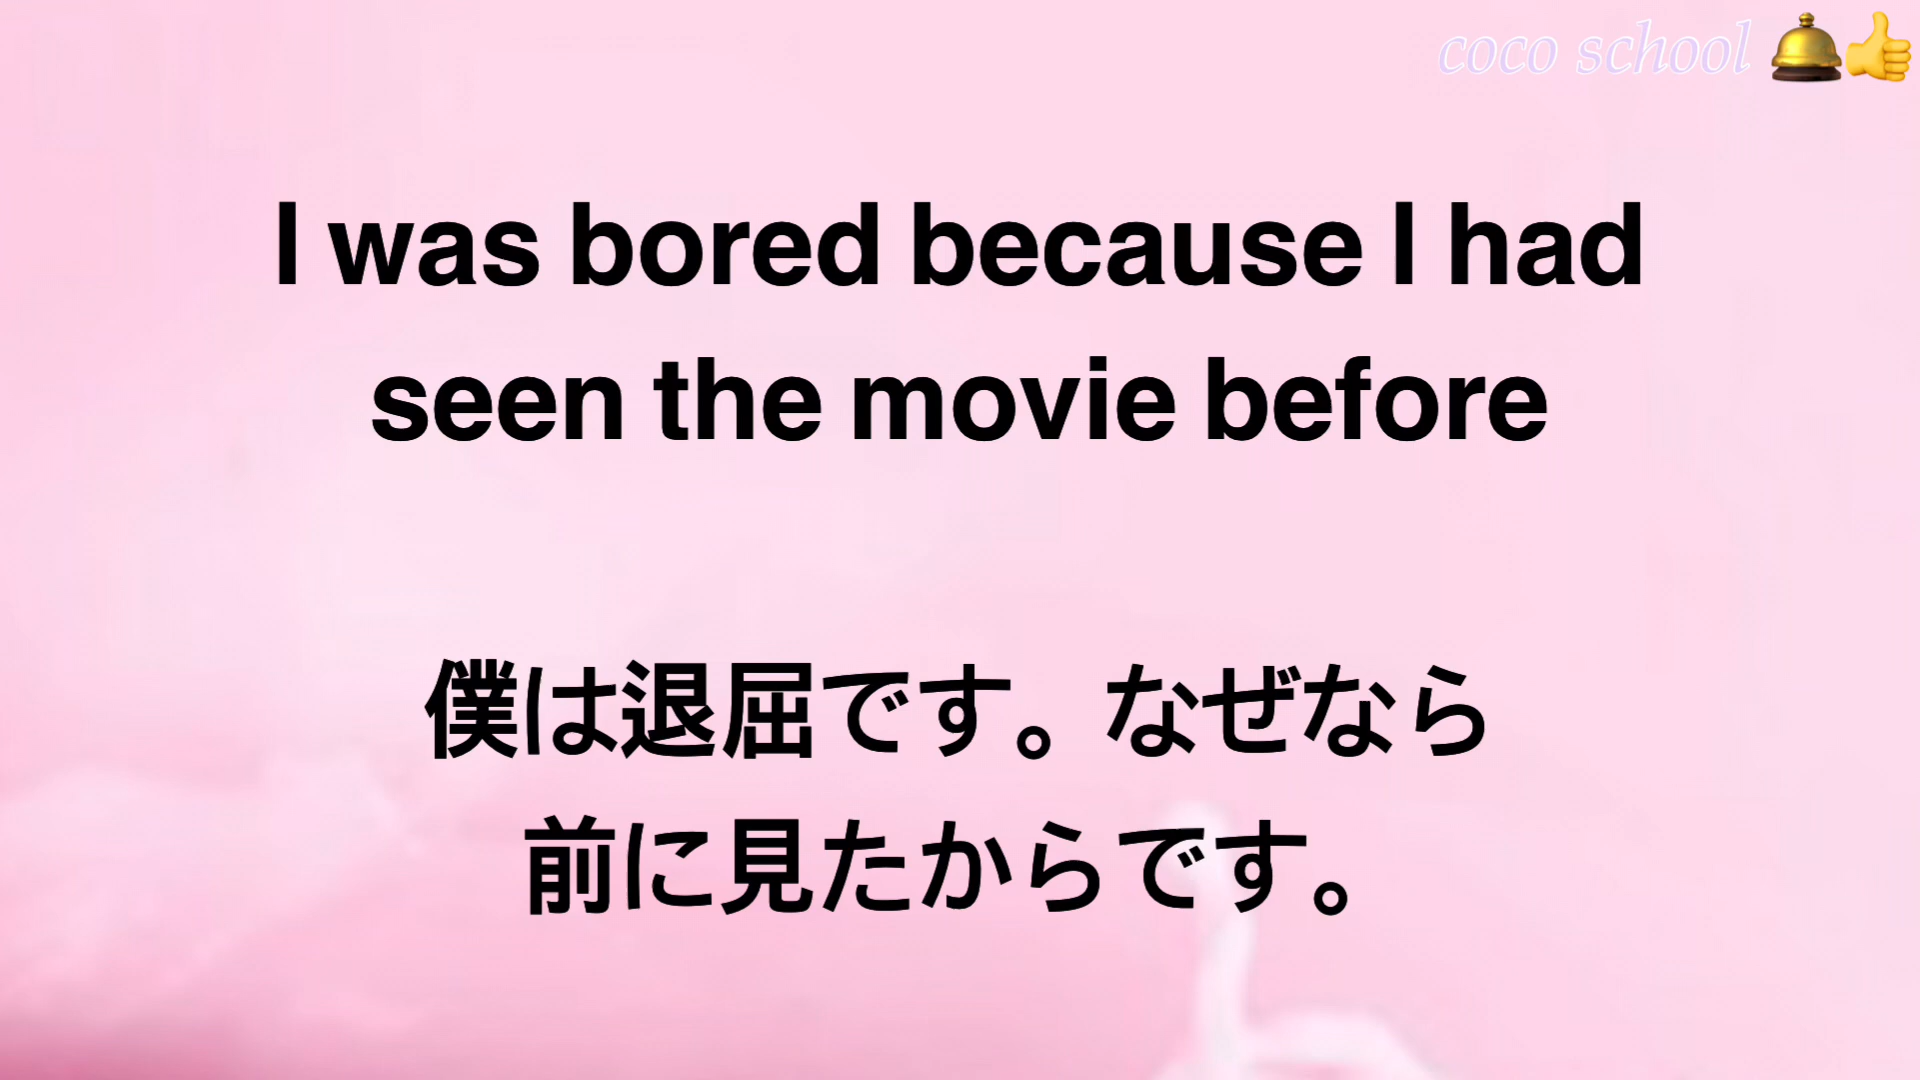 coco school 🛎👍
I was bored because I had
seen the movie before
僕は退屈です。なぜなら
前に見たからです。